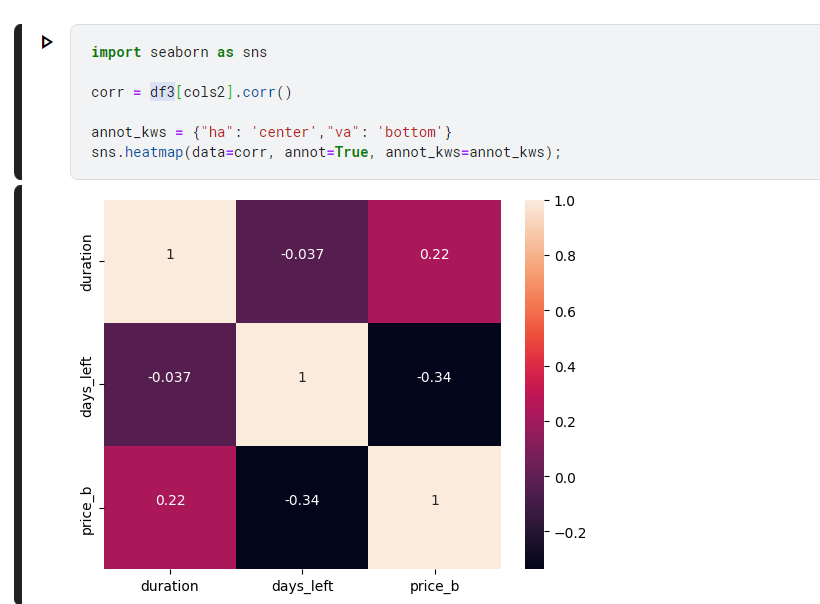 import seaborn as sns
corr = df3[cols2].corr()
annot_kws = {"ha": 'center',"va": 'bottom'}
sns.heatmap(data=corr, annot=True, annot_kws=annot_kws);
duration
1
-0.037
0.22
days_left
-0.037
1
-0.34
price_b
0.22
-0.34
1
duration
days_left
price_b
1.0
0.8
0.6
0.4
0.2
0.0
−0.2